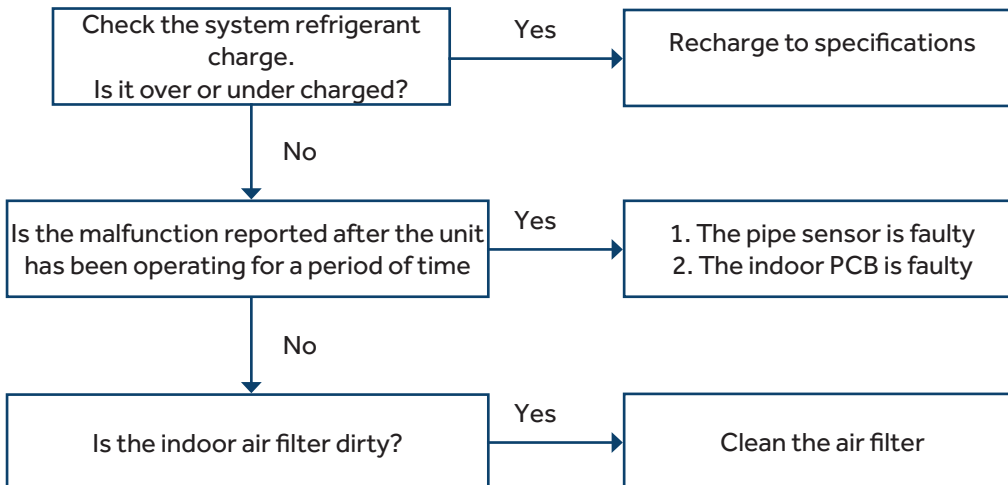 Check the system refrigerant
charge.
Is it over or under charged?
Yes
Recharge to specifications
No
Is the malfunction reported after the unit
has been operating for a period of time
Yes
1. The pipe sensor is faulty
2. The indoor PCB is faulty
No
Is the indoor air filter dirty?
Yes
Clean the air filter